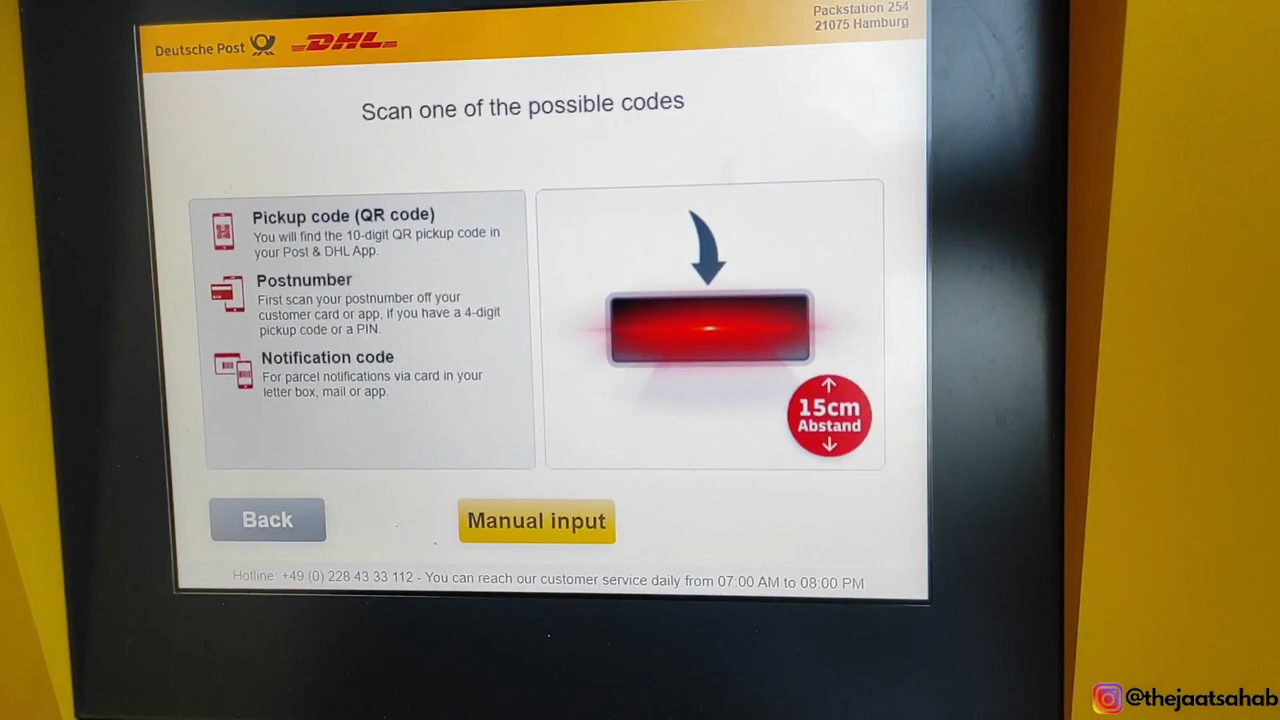 Deutsche Post DHL
Packstation 254
21075 Hamburg
Scan one of the possible codes
Pickup code (QR code)
You will find the 10-digit QR pickup code in
your Post & DHL App.
Postnumber
First scan your postnumber off your
customer card or app, if you have a 4-digit
pickup code or a PIN.
Notification code
For parcel notifications via card in your
letter box, mail or app.
15cm
Abstand
Back
Manual input
Hotline: +49 (0) 228 43 33 112 - You can reach our customer service daily from 07:00 AM to 08:00 PM
@thejaatsahab